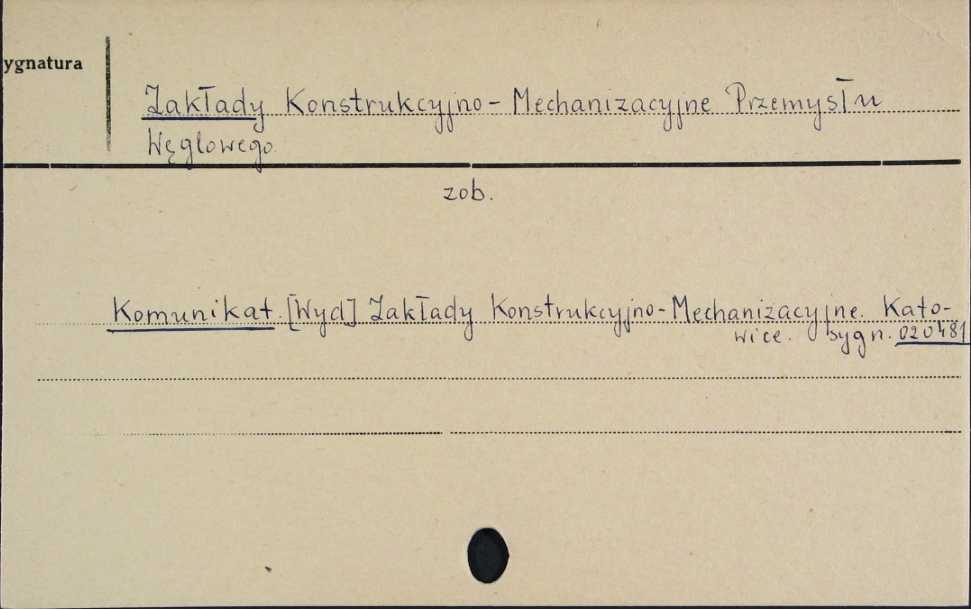 ygnatura
Zakłady Konstrukcyjno-Mechanizacyjne Przemysłu
Węglowego
zob.
Komunikat. [Wyd] Zakłady Konstrukcyjno-Mechanizacyjne. Kato-
wice. sygn. 020481